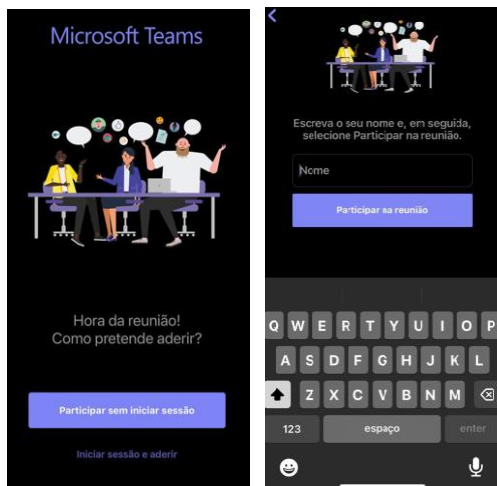 Microsoft Teams
Hora da reunião!
Como pretende aderir?
Participar sem iniciar sessão
Iniciar sessão e aderir
Escreva o seu nome e, em seguida,
selecione Participar na reunião.
Nome
Participar na reunião
Q W E R T Y U I O P
A S D F G H J K L
Z X C V B N M
123 espaço enter